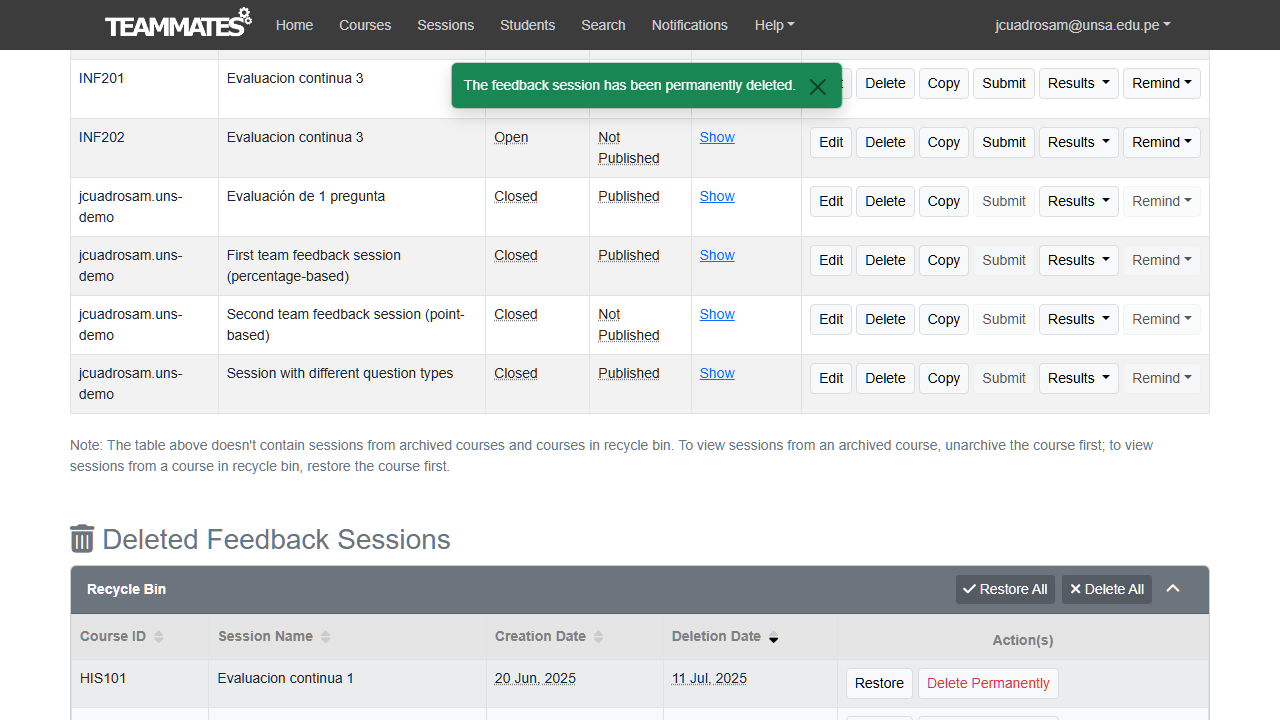 TEAMMATES Home Courses Sessions Students Search Notifications Help jcuadrosam@unsa.edu.pe
The feedback session has been permanently deleted.
INF201 Evaluacion continua 3 Delete Copy Submit Results Remind
INF202 Evaluacion continua 3 Open Not Show Edit Delete Copy Submit Results Remind
Published
jcuadrosam.uns- Evaluación de 1 pregunta Closed Published Show Edit Delete Copy Submit Results Remind
demo
jcuadrosam.uns- First team feedback session Closed Published Show Edit Delete Copy Submit Results Remind
demo (percentage-based)
jcuadrosam.uns- Second team feedback session (point- Closed Not Show Edit Delete Copy Submit Results Remind
demo based) Published
jcuadrosam.uns- Session with different question types Closed Published Show Edit Delete Copy Submit Results Remind
demo
Note: The table above doesn't contain sessions from archived courses and courses in recycle bin. To view sessions from an archived course, unarchive the course first; to view
sessions from a course in recycle bin, restore the course first.
Deleted Feedback Sessions
Recycle Bin Restore All Delete All
Course ID Session Name Creation Date Deletion Date Action(s)
HIS101 Evaluacion continua 1 20 Jun, 2025 11 Jul, 2025 Restore Delete Permanently